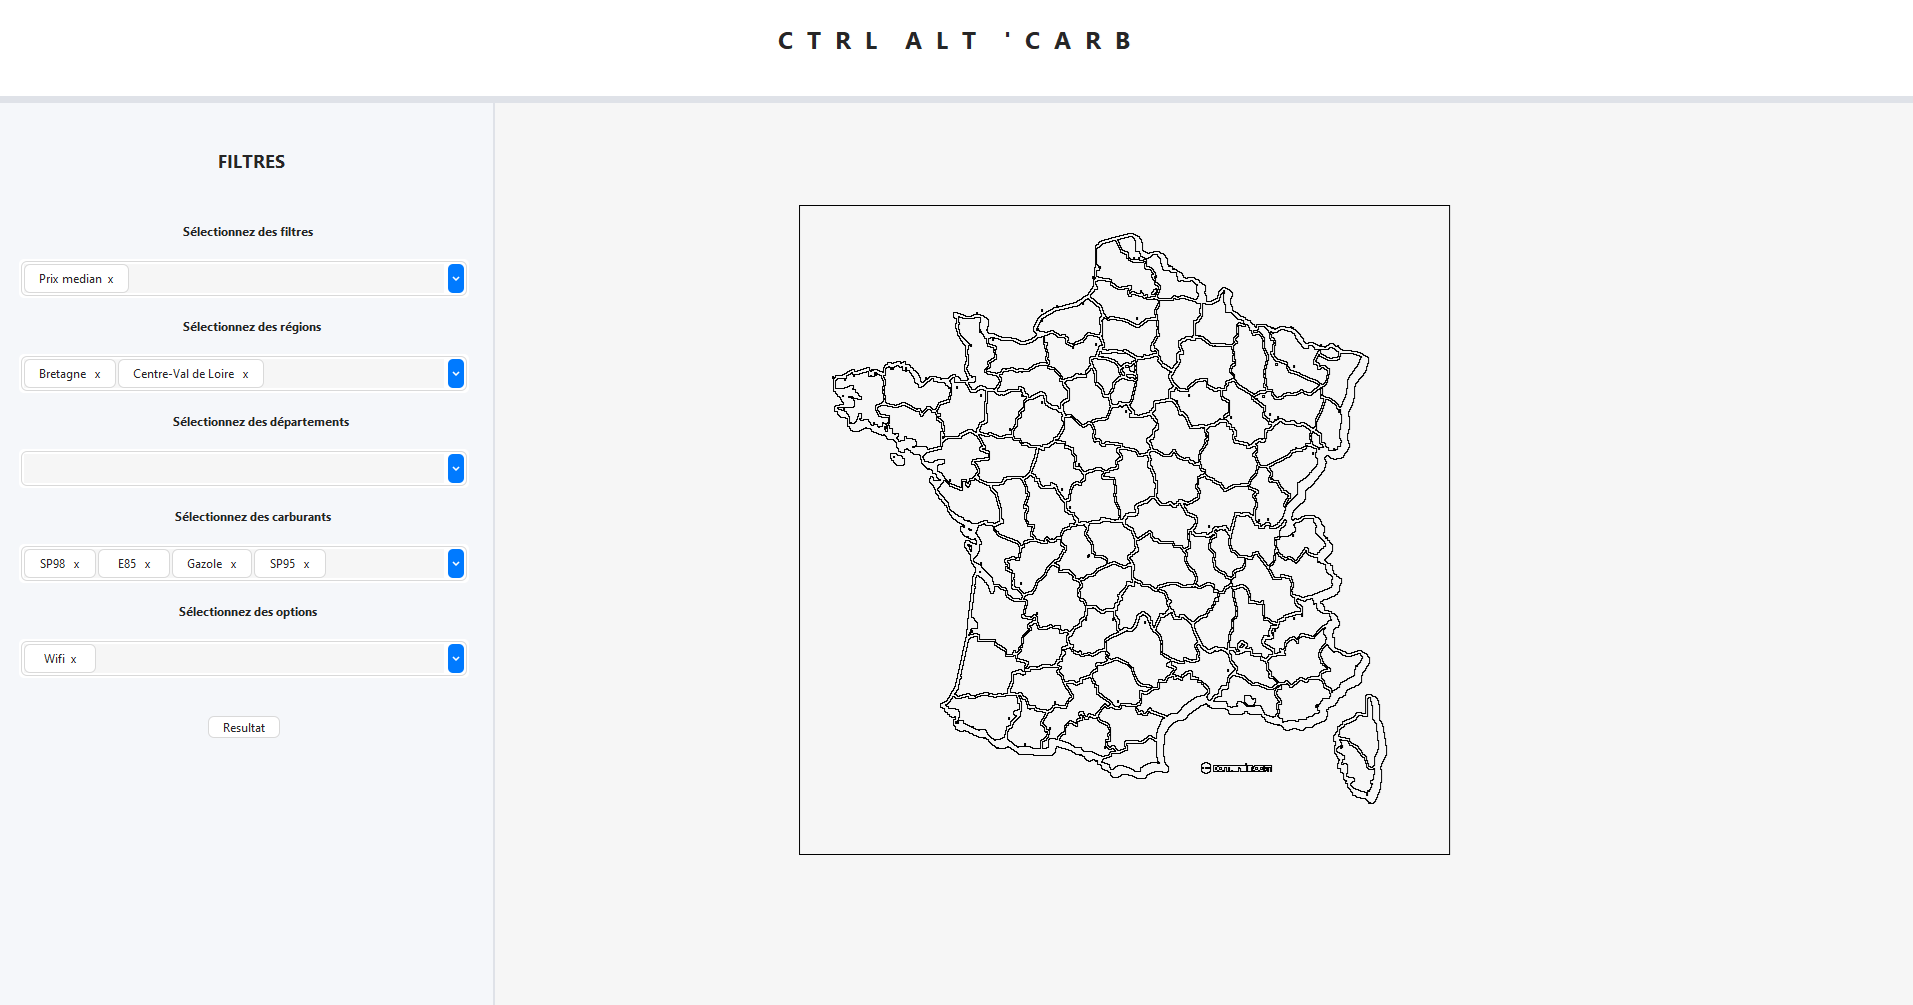 CTRL ALT 'CARB
FILTRES
Sélectionnez des filtres
Prix median x
Sélectionnez des régions
Bretagne x Centre-Val de Loire x
Sélectionnez des départements
Sélectionnez des carburants
SP98 x E85 x Gazole x SP95 x
Sélectionnez des options
Wifi x
Resultat